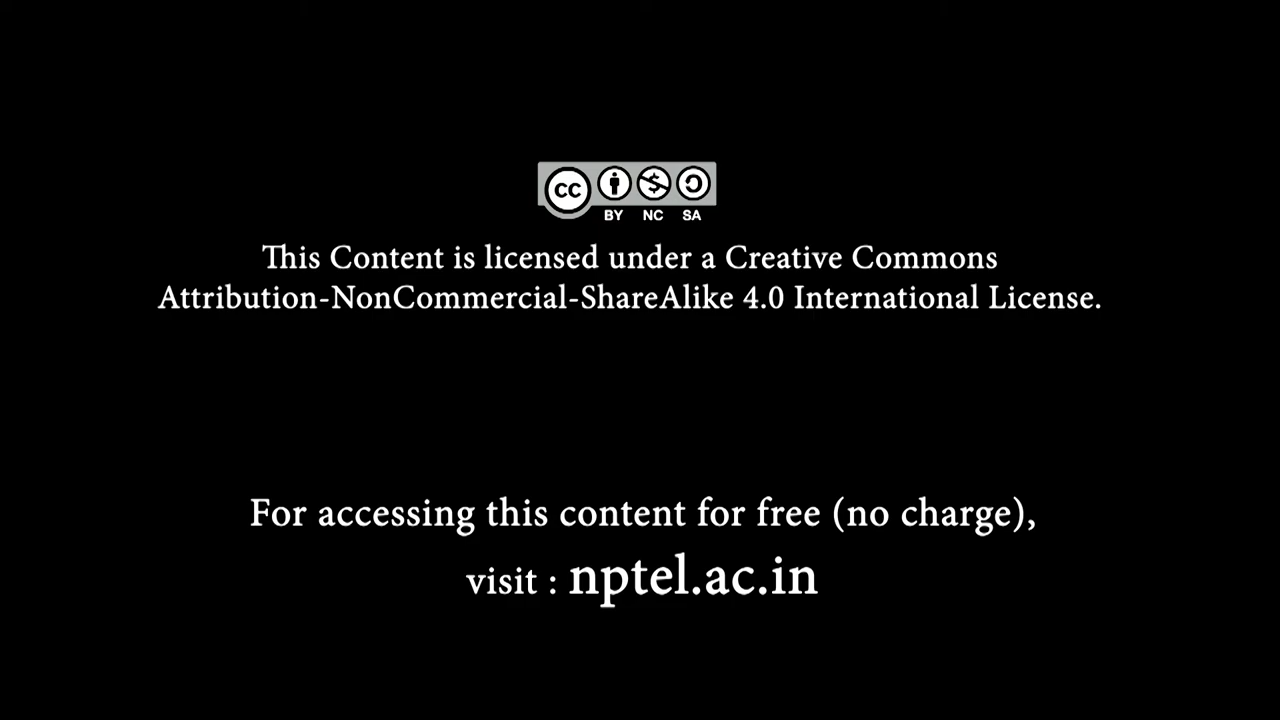 cc
BY NC SA
This Content is licensed under a Creative Commons
Attribution-NonCommercial-ShareAlike 4.0 International License.
For accessing this content for free (no charge),
visit : nptel.ac.in